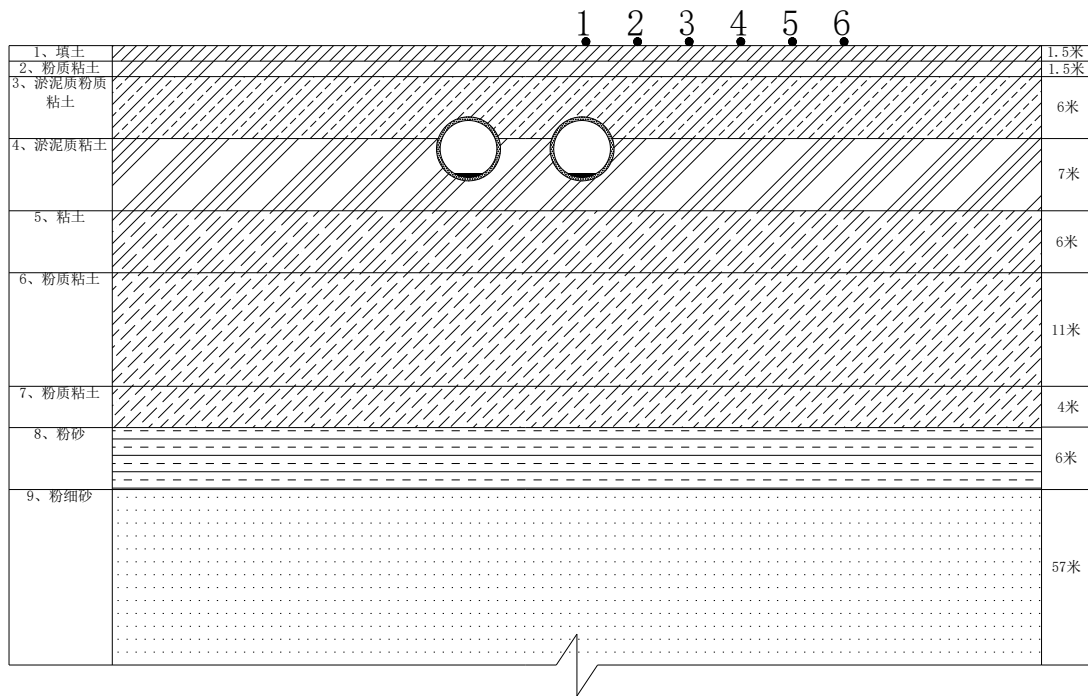 1 2 3 4 5 6
1、填土
1.5米
2、粉质粘土
1.5米
3、淤泥质粉质
粘土
6米
4、淤泥质粘土
7米
5、粘土
6米
6、粉质粘土
11米
7、粉质粘土
4米
8、粉砂
6米
9、粉细砂
57米